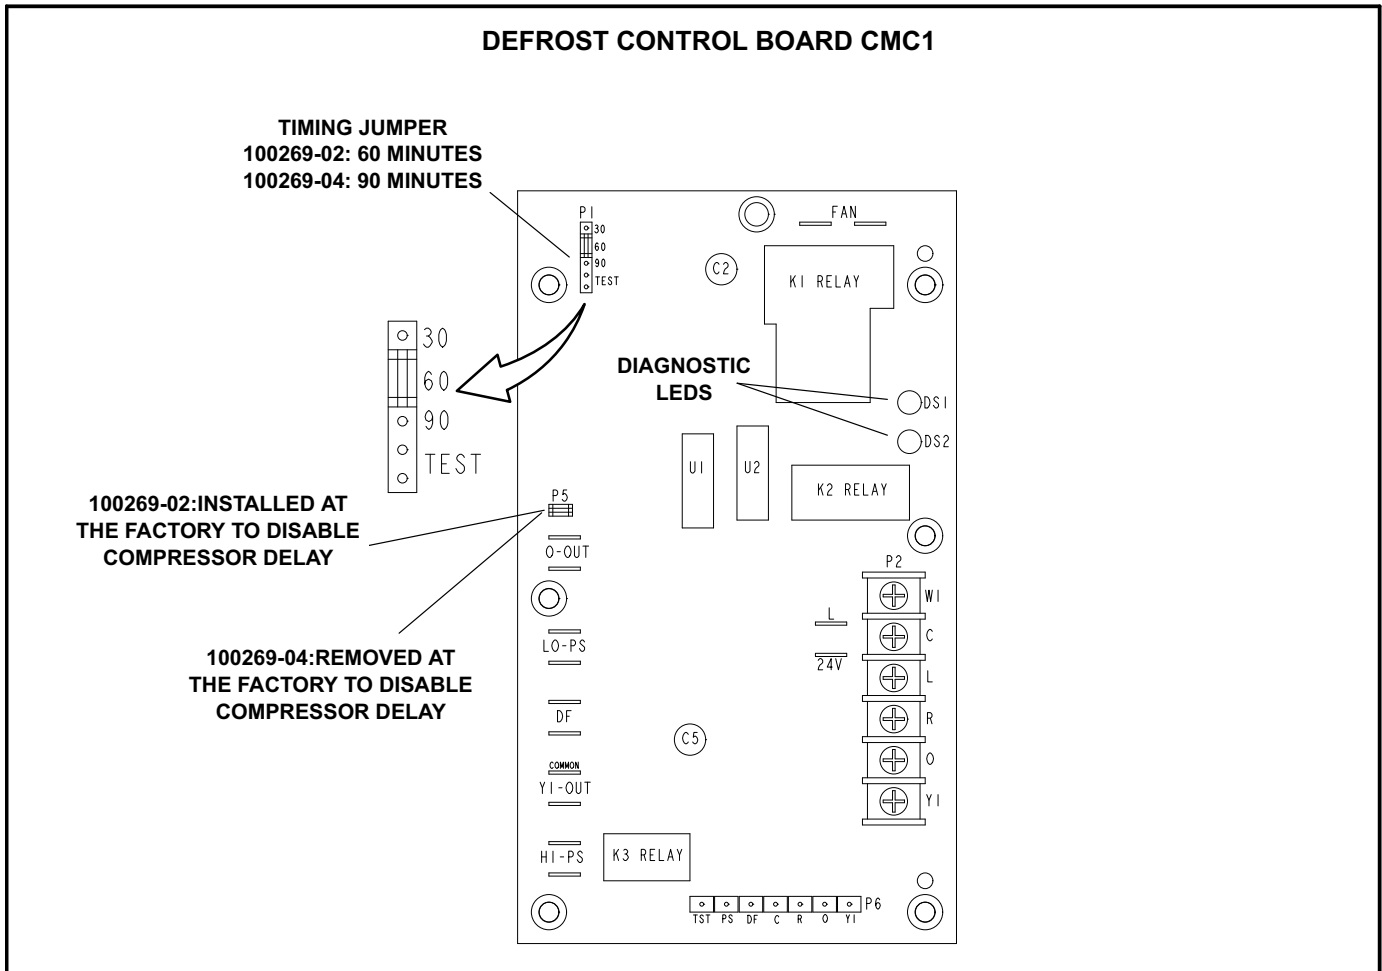 DEFROST CONTROL BOARD CMC1
TIMING JUMPER
100269-02: 60 MINUTES
100269-04: 90 MINUTES
P1
30
60
90
TEST
FAN
C2
K1 RELAY
30
60
90
TEST
DIAGNOSTIC
LEDS
DS1
DS2
U1
U2
K2 RELAY
100269-02:INSTALLED AT
THE FACTORY TO DISABLE
COMPRESSOR DELAY
P5
O-OUT
P2
W1
C
L
R
O
Y1
L
24V
LO-PS
100269-04:REMOVED AT
THE FACTORY TO DISABLE
COMPRESSOR DELAY
DF
C5
COMMON
Y1-OUT
HI-PS
K3 RELAY
P6
TST PS DF C R O Y1